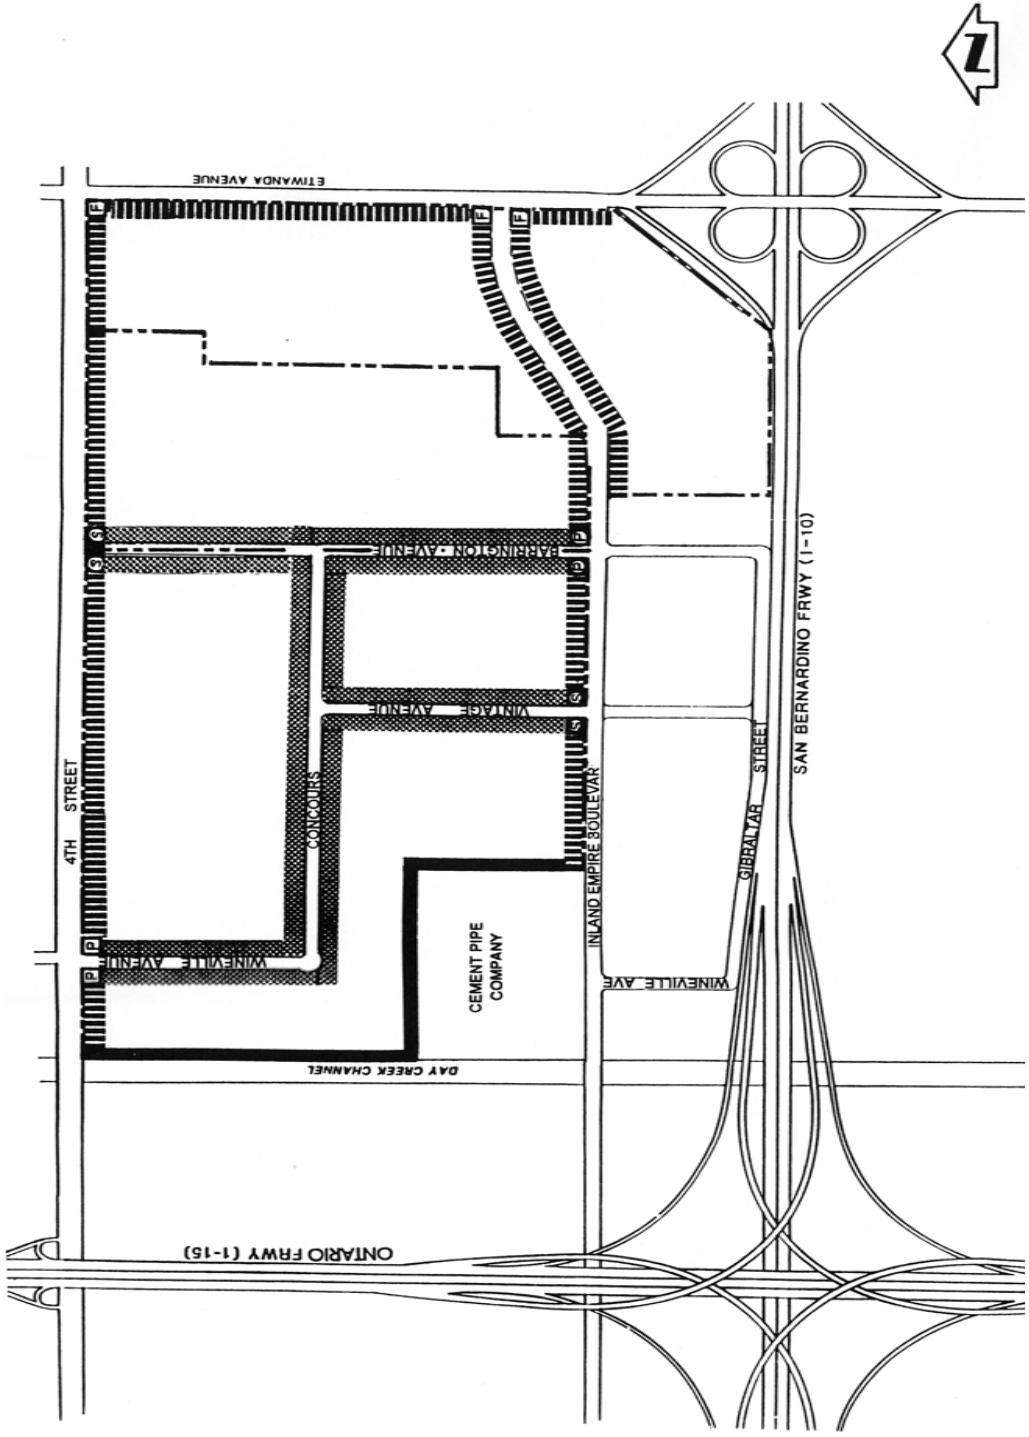 N
ETIWANDA AVENUE
F
F
F
S
S
BARRINGTON - AVENUE
P
P
VINTAGE AVENUE
S
S
4TH STREET
CONCOURS
INLAND EMPIRE BOULEVAR
GIBRALTAR STREET
SAN BERNARDINO FRWY (I-10)
P
P
WINEVILLE AVENUE
CEMENT PIPE
COMPANY
WINEVILLE AVE
DAY CREEK CHANNEL
ONTARIO FRWY (I-15)